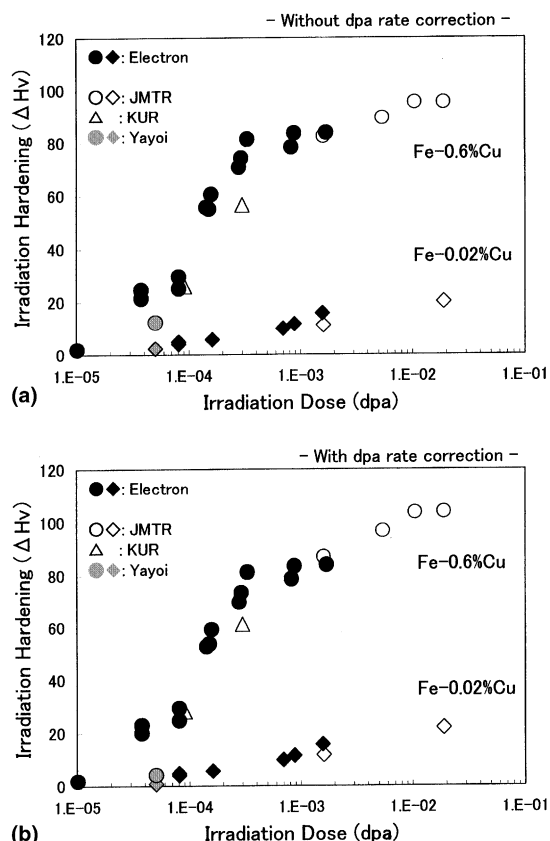 - Without dpa rate correction -
120
100
80
60
40
20
0
Irradiation Hardening (ΔHv)
●◆: Electron
○◇: JMTR
△ : KUR
: Yayoi
Fe-0.6%Cu
Fe-0.02%Cu
1.E-05 1.E-04 1.E-03 1.E-02 1.E-01
(a)
Irradiation Dose (dpa)
- With dpa rate correction -
120
100
80
60
40
20
0
Irradiation Hardening (ΔHv)
●◆: Electron
○◇: JMTR
△ : KUR
: Yayoi
Fe-0.6%Cu
Fe-0.02%Cu
1.E-05 1.E-04 1.E-03 1.E-02 1.E-01
(b)
Irradiation Dose (dpa)